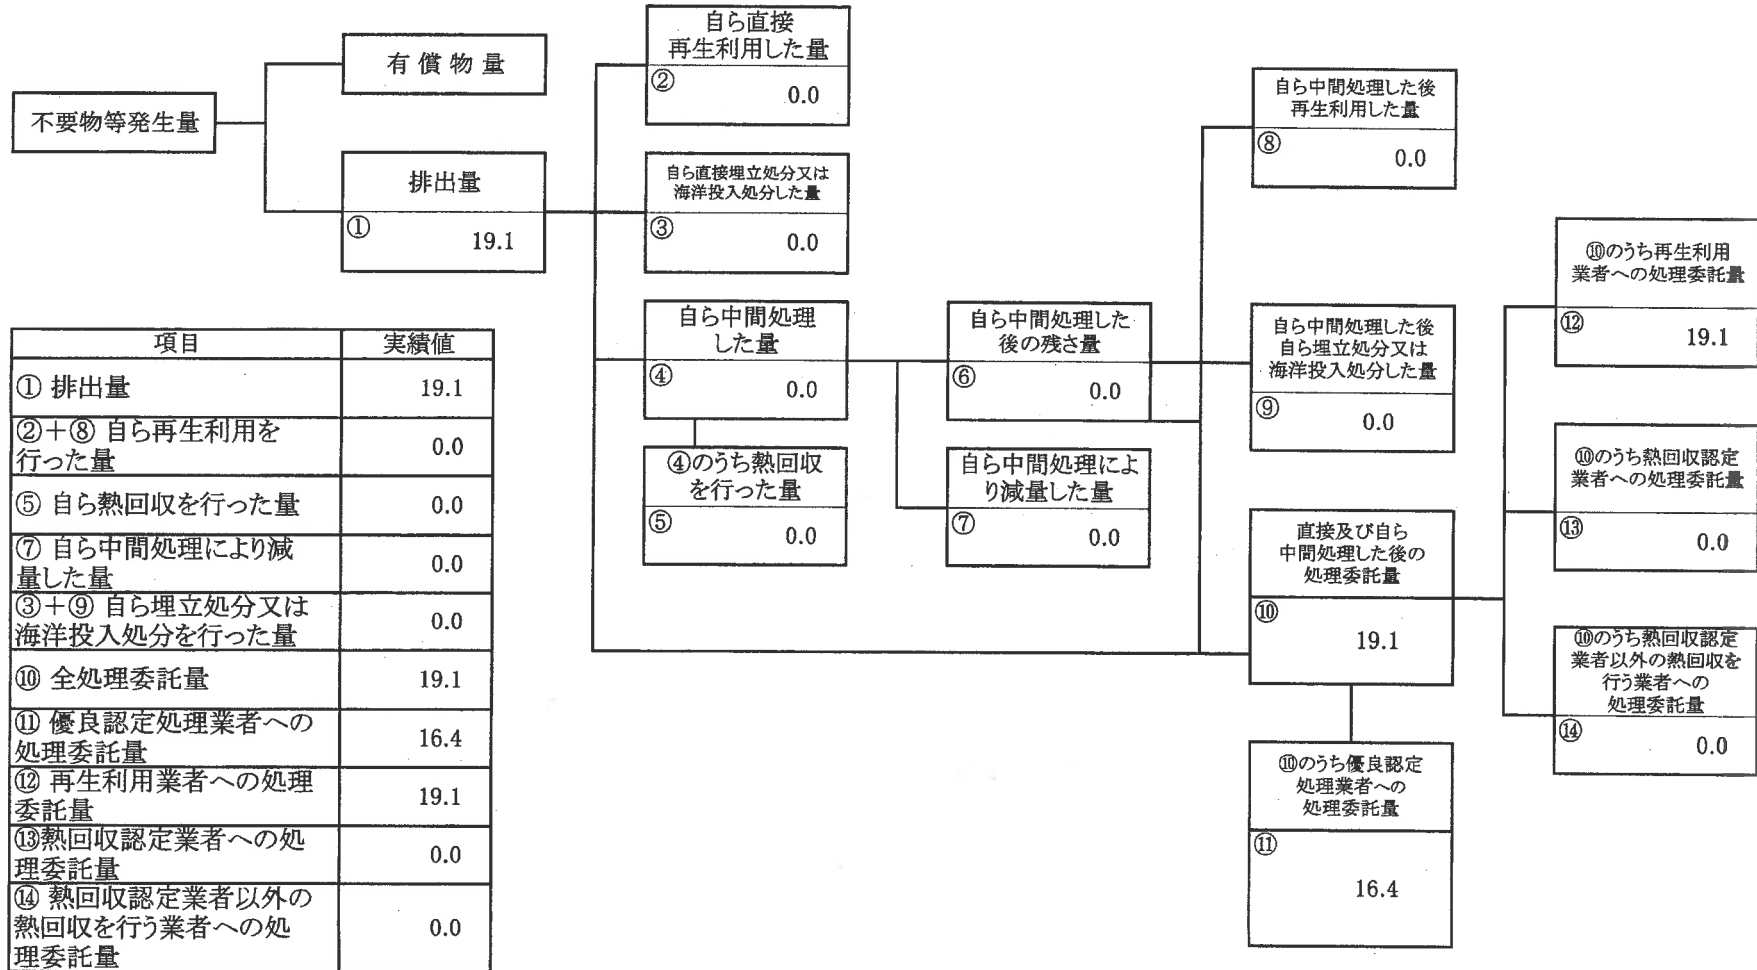 不要物等発生量
有償物量
排出量
①
19.1
自ら直接
再生利用した量
②
0.0
自ら直接埋立処分又は
海洋投入処分した量
③
0.0
自ら中間処理
した量
④
0.0
④のうち熱回収
を行った量
⑤
0.0
自ら中間処理した
後の残さ量
⑥
0.0
自ら中間処理によ
り減量した量
⑦
0.0
自ら中間処理した後
再生利用した量
⑧
0.0
自ら中間処理した後
自ら埋立処分又は
海洋投入処分した量
⑨
0.0
直接及び自ら
中間処理した後の
処理委託量
⑩
19.1
⑩のうち優良認定
処理業者への
処理委託量
⑪
16.4
⑩のうち再生利用
業者への処理委託量
⑫
19.1
⑩のうち熱回収認定
業者への処理委託量
⑬
0.0
⑩のうち熱回収認定
業者以外の熱回収を
行う業者への
処理委託量
⑭
0.0
項目 実績値
① 排出量 19.1
②+⑧ 自ら再生利用を
行った量 0.0
⑤ 自ら熱回収を行った量 0.0
⑦ 自ら中間処理により減
量した量 0.0
③+⑨ 自ら埋立処分又は
海洋投入処分を行った量 0.0
⑩ 全処理委託量 19.1
⑪ 優良認定処理業者への
処理委託量 16.4
⑫ 再生利用業者への処理
委託量 19.1
⑬熱回収認定業者への処
理委託量 0.0
⑭ 熱回収認定業者以外の
熱回収を行う業者への処
理委託量 0.0